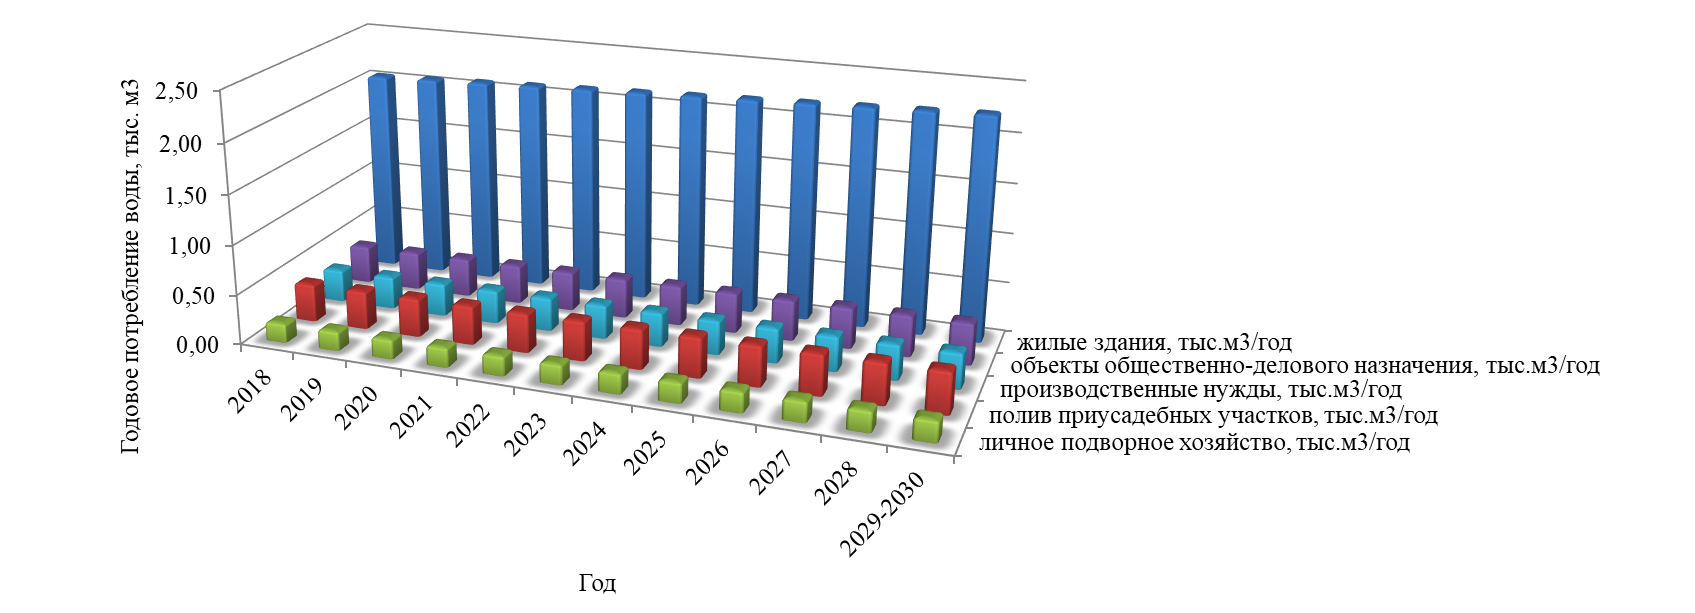 Годовое потребление воды, тыс. м3
2,50
2,00
1,50
1,00
0,50
0,00
2018
2019
2020
2021
2022
2023
2024
2025
2026
2027
2028
2029-2030
жилые здания, тыс.м3/год
объекты общественно-делового назначения, тыс.м3/год
производственные нужды, тыс.м3/год
полив приусадебных участков, тыс.м3/год
личное подворное хозяйство, тыс.м3/год
Год